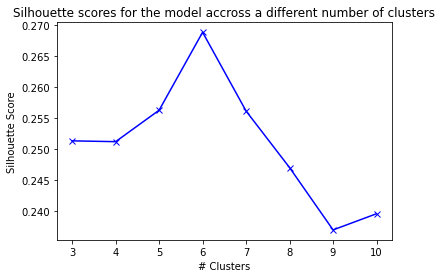 Silhouette scores for the model accross a different number of clusters
0.270
0.265
0.260
0.255
0.250
0.245
0.240
Silhouette Score
3 4 5 6 7 8 9 10
# Clusters